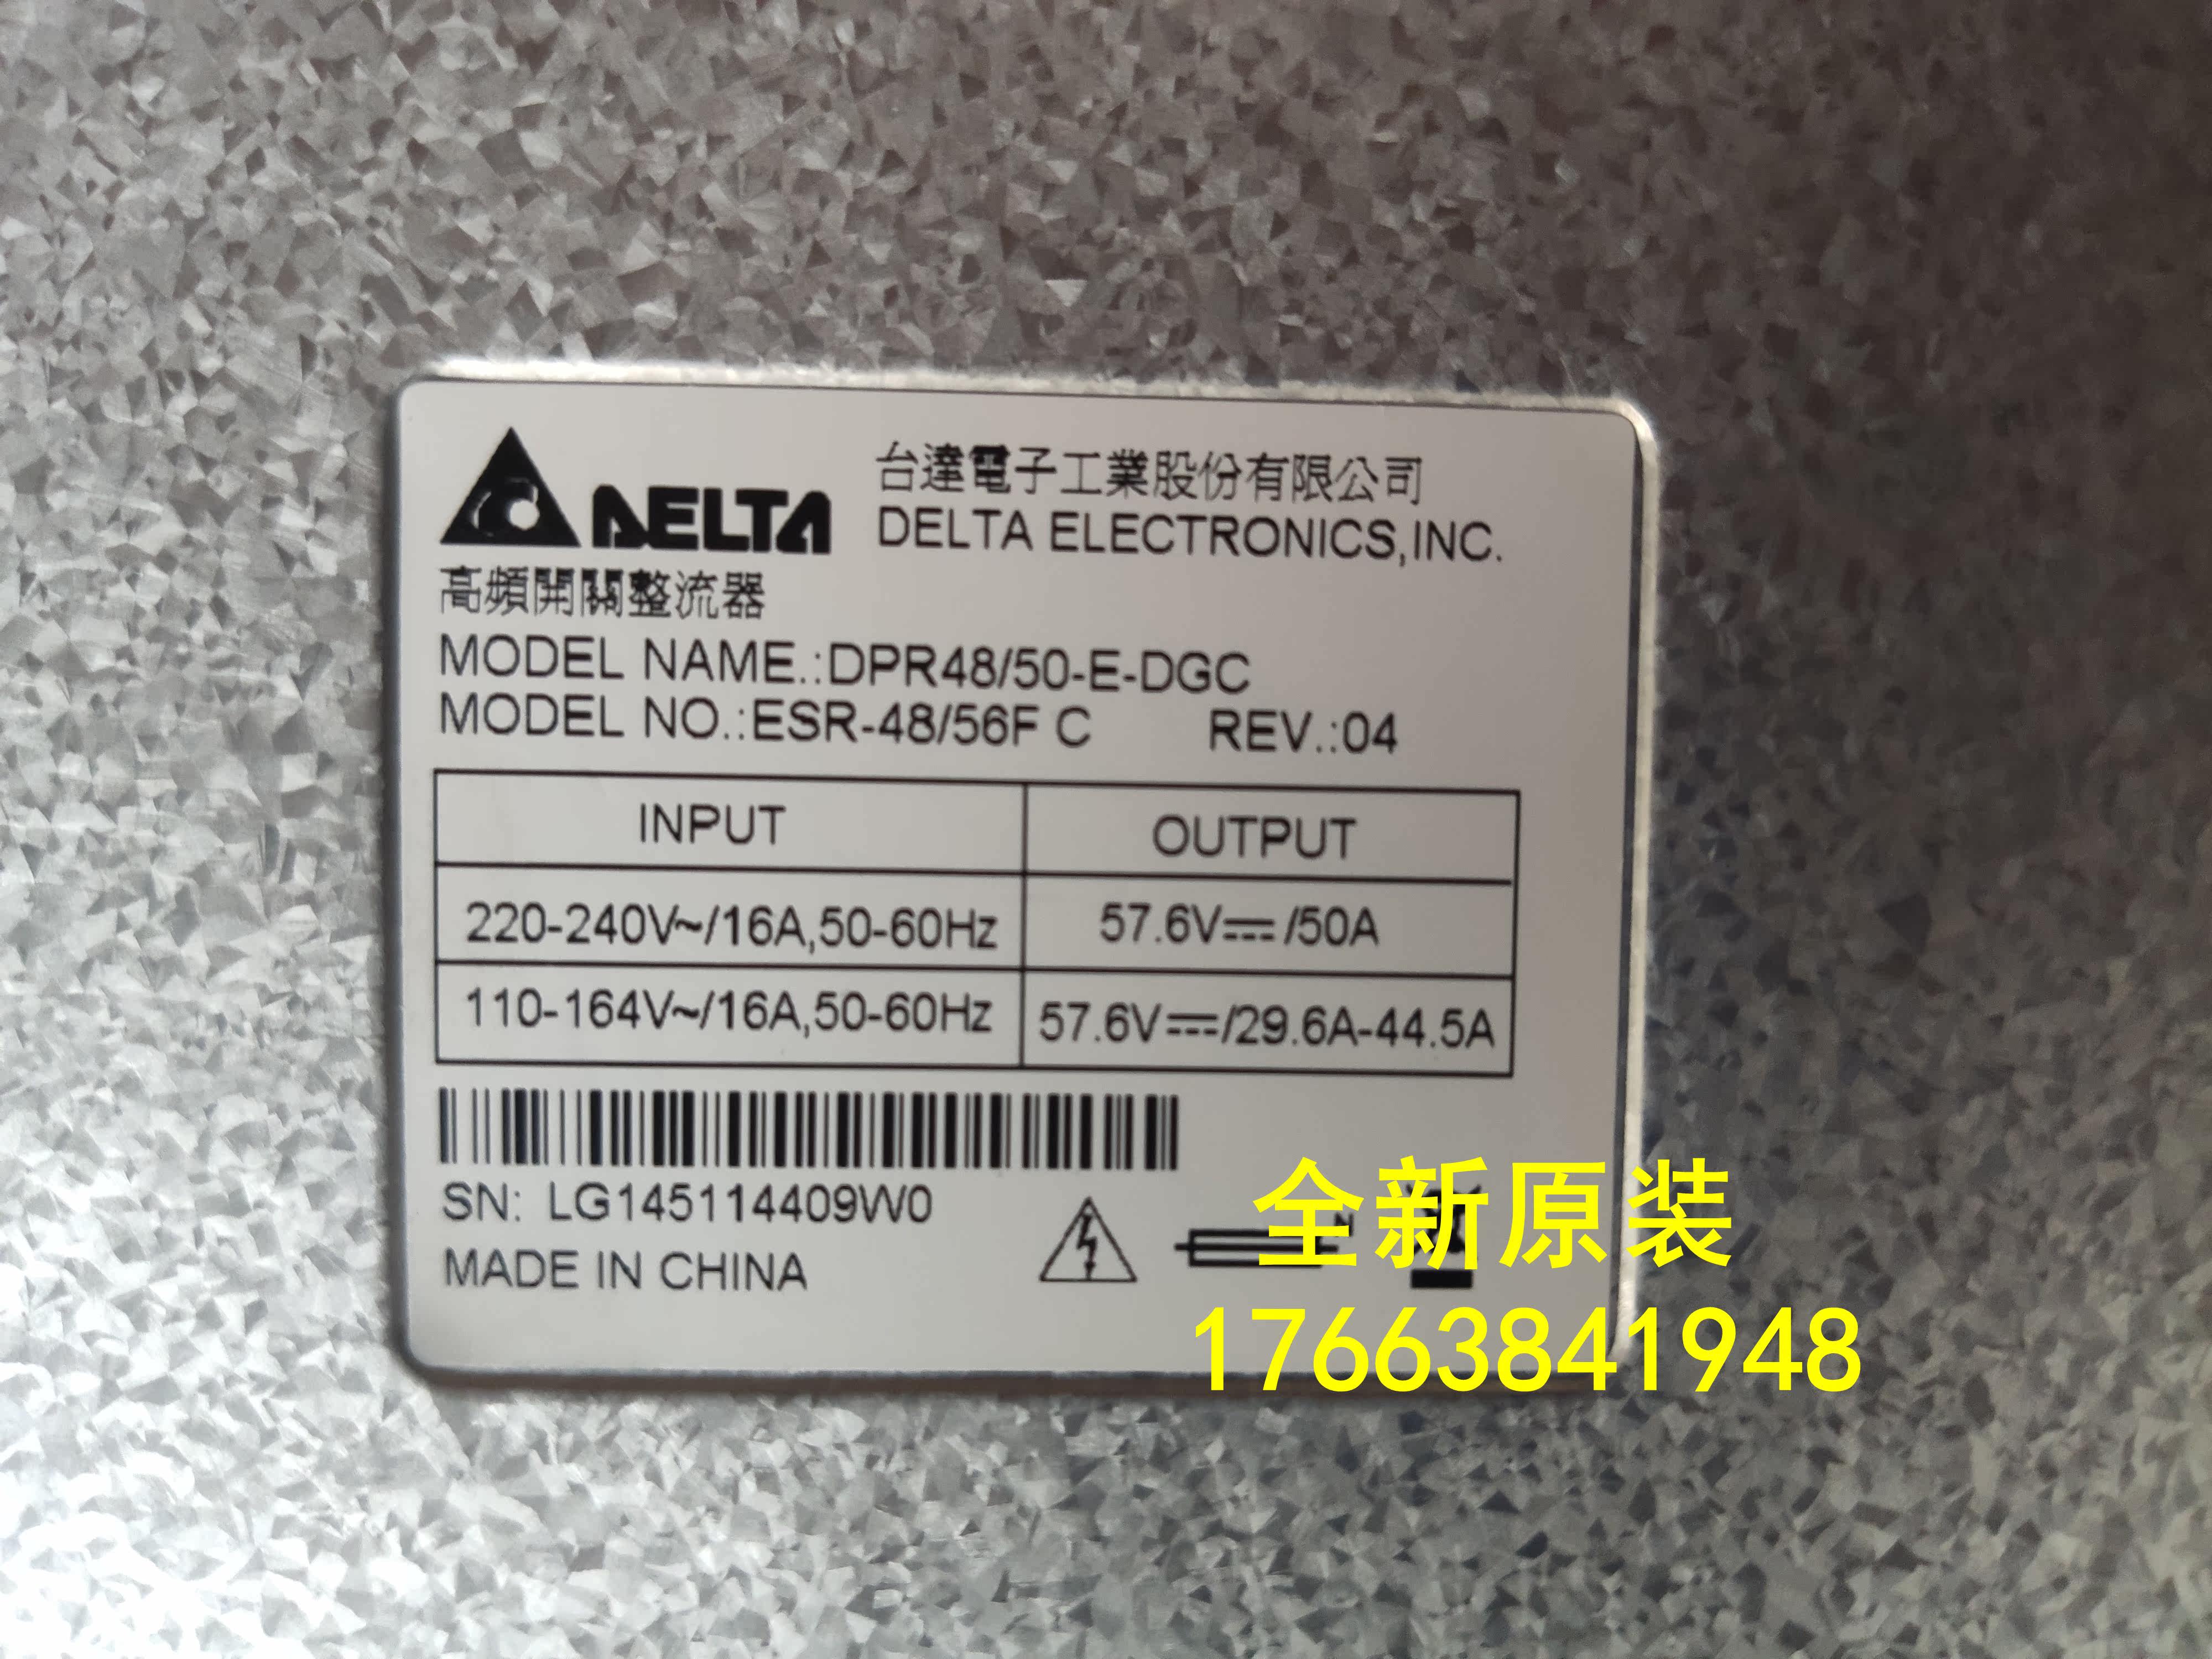 DELTA
台達電子工業股份有限公司
DELTA ELECTRONICS,INC.
高頻開關整流器
MODEL NAME.:DPR48/50-E-DGC
MODEL NO.:ESR-48/56F C REV.:04
INPUT OUTPUT
220-240V~/16A,50-60Hz 57.6V⎓/50A
110-164V~/16A,50-60Hz 57.6V⎓/29.6A-44.5A
SN: LG145114409W0
MADE IN CHINA
全新原装
17663841948